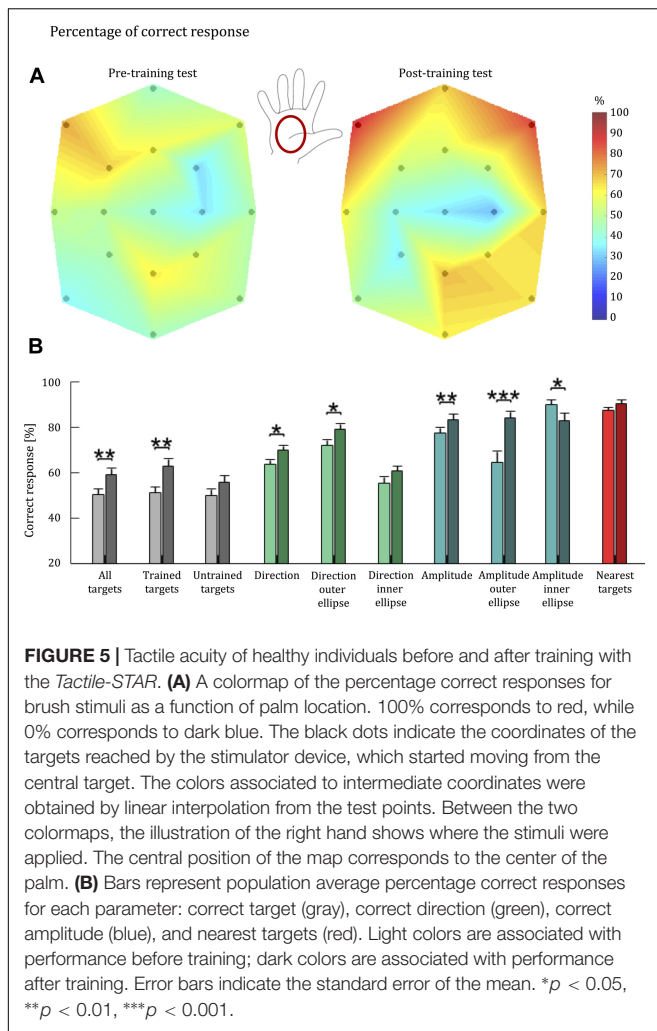 Percentage of correct response
A
Pre-training test
Post-training test
%
100
90
80
70
60
50
40
30
20
10
0
B
Correct response [%]
100
80
60
40
20
** ** * * ** *** *
All targets
Trained targets
Untrained targets
Direction
Direction outer ellipse
Direction inner ellipse
Amplitude
Amplitude outer ellipse
Amplitude inner ellipse
Nearest targets
FIGURE 5 | Tactile acuity of healthy individuals before and after training with
the Tactile-STAR. (A) A colormap of the percentage correct responses for
brush stimuli as a function of palm location. 100% corresponds to red, while
0% corresponds to dark blue. The black dots indicate the coordinates of the
targets reached by the stimulator device, which started moving from the
central target. The colors associated to intermediate coordinates were
obtained by linear interpolation from the test points. Between the two
colormaps, the illustration of the right hand shows where the stimuli were
applied. The central position of the map corresponds to the center of the
palm. (B) Bars represent population average percentage correct responses
for each parameter: correct target (gray), correct direction (green), correct
amplitude (blue), and nearest targets (red). Light colors are associated with
performance before training; dark colors are associated with performance
after training. Error bars indicate the standard error of the mean. *p < 0.05,
**p < 0.01, ***p < 0.001.